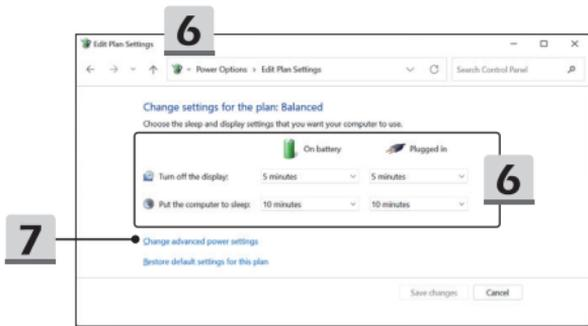 6
Edit Plan Settings
Power Options > Edit Plan Settings
Search Control Panel
Change settings for the plan: Balanced
Choose the sleep and display settings that you want your computer to use.
On battery
Plugged in
Turn off the display:
5 minutes
5 minutes
6
Put the computer to sleep:
10 minutes
10 minutes
7
Change advanced power settings
Restore default settings for this plan
Save changes
Cancel